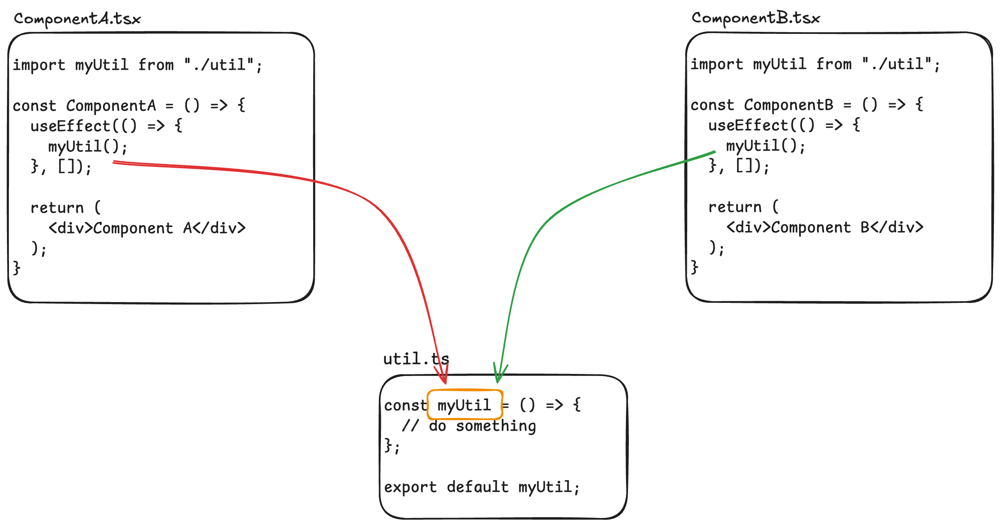 ComponentA.tsx
import myUtil from "./util";
const ComponentA = () => {
useEffect(() => {
myUtil();
}, []);
return (
<div>Component A</div>
);
}
ComponentB.tsx
import myUtil from "./util";
const ComponentB = () => {
useEffect(() => {
myUtil();
}, []);
return (
<div>Component B</div>
);
}
util.ts
const myUtil = () => {
// do something
};
export default myUtil;